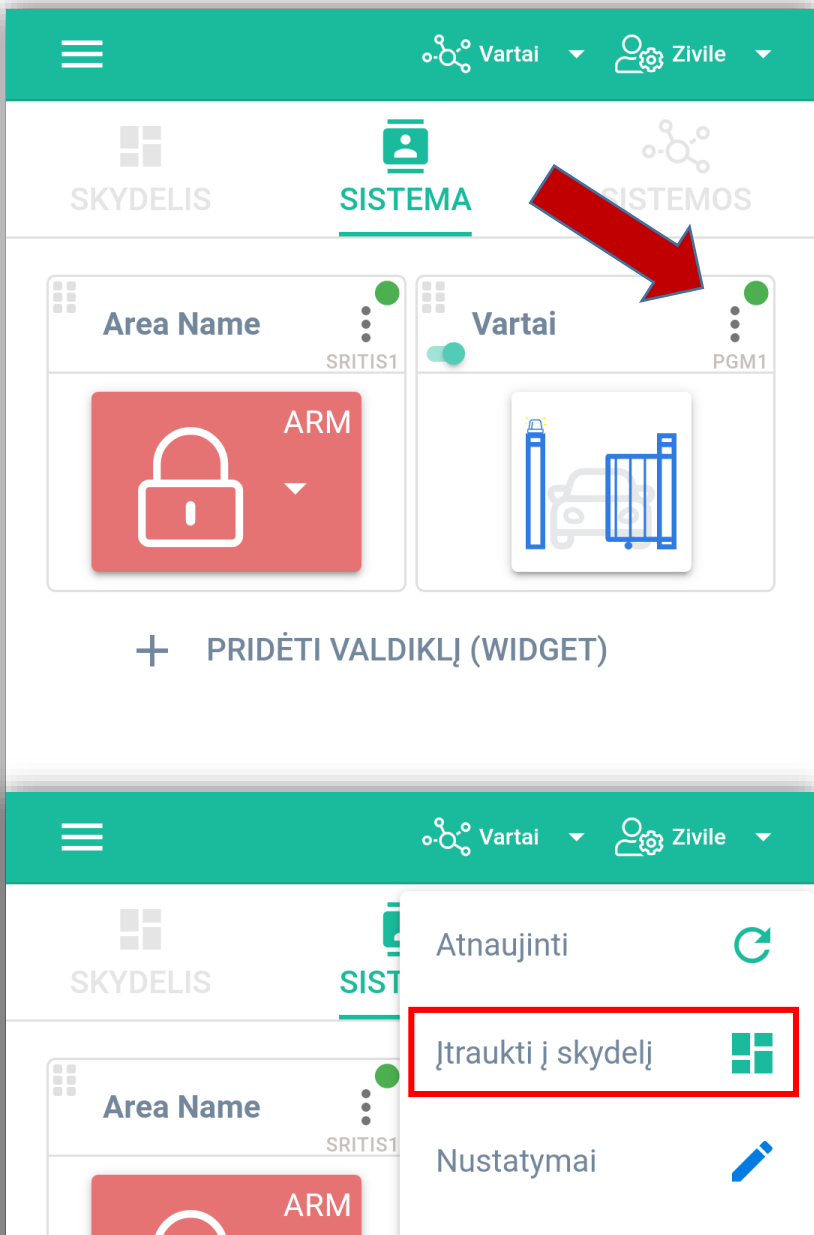 Vartai Zivile
SKYDELIS SISTEMA SISTEMOS
Area Name
SRITIS1
Vartai
PGM1
ARM
PRIDĖTI VALDIKLĮ (WIDGET)
Vartai Zivile
SKYDELIS SIST
Atnaujinti
Įtraukti į skydelį
Nustatymai
Area Name
SRITIS1
ARM